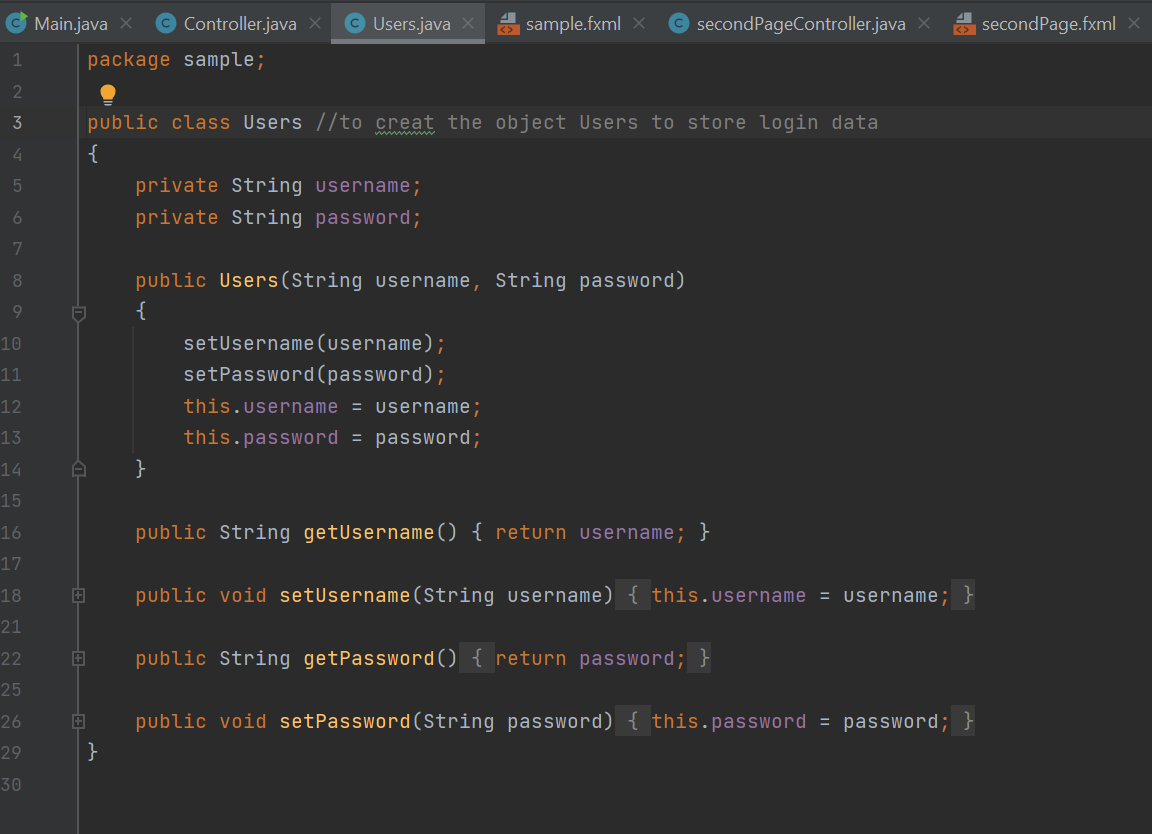 Main.java Controller.java Users.java sample.fxml secondPageController.java secondPage.fxml
1 package sample;
2
3 public class Users //to creat the object Users to store login data
4 {
5 private String username;
6 private String password;
7
8 public Users(String username, String password)
9 {
10 setUsername(username);
11 setPassword(password);
12 this.username = username;
13 this.password = password;
14 }
15
16 public String getUsername() { return username; }
17
18 public void setUsername(String username) { this.username = username; }
21
22 public String getPassword() { return password; }
25
26 public void setPassword(String password) { this.password = password; }
29 }
30